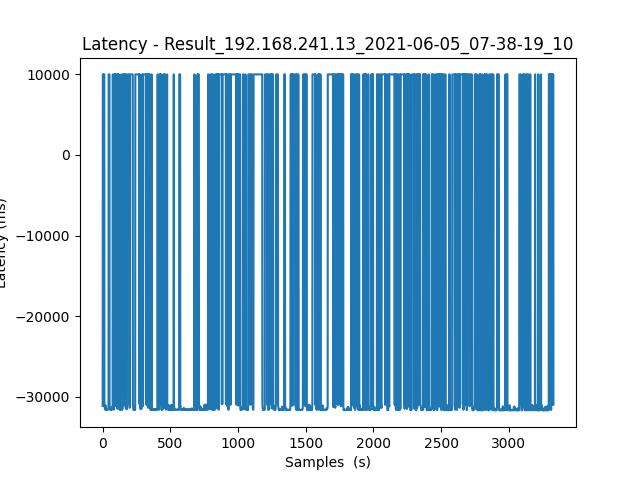 Latency - Result_192.168.241.13_2021-06-05_07-38-19_10
10000
0
−10000
−20000
−30000
Latency (ms)
0 500 1000 1500 2000 2500 3000
Samples  (s)